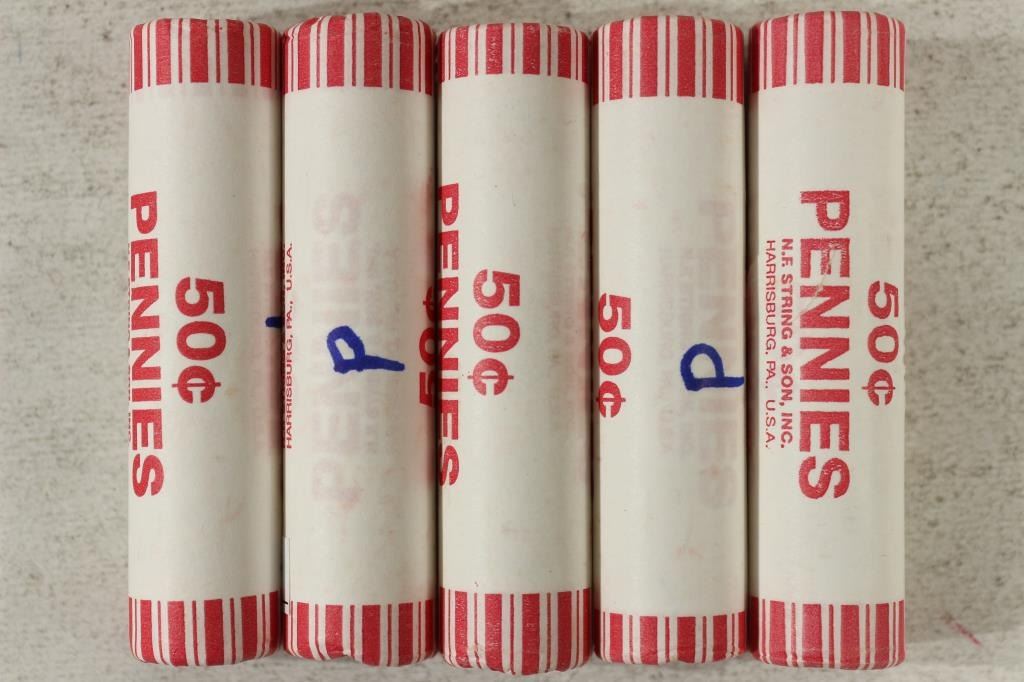 50¢
PENNIES
HARRISBURG, PA., U.S.A.
P
50¢
PENNIES
50¢
P
50¢
PENNIES
N.F. STRING & SON, INC.
HARRISBURG, PA., U.S.A.